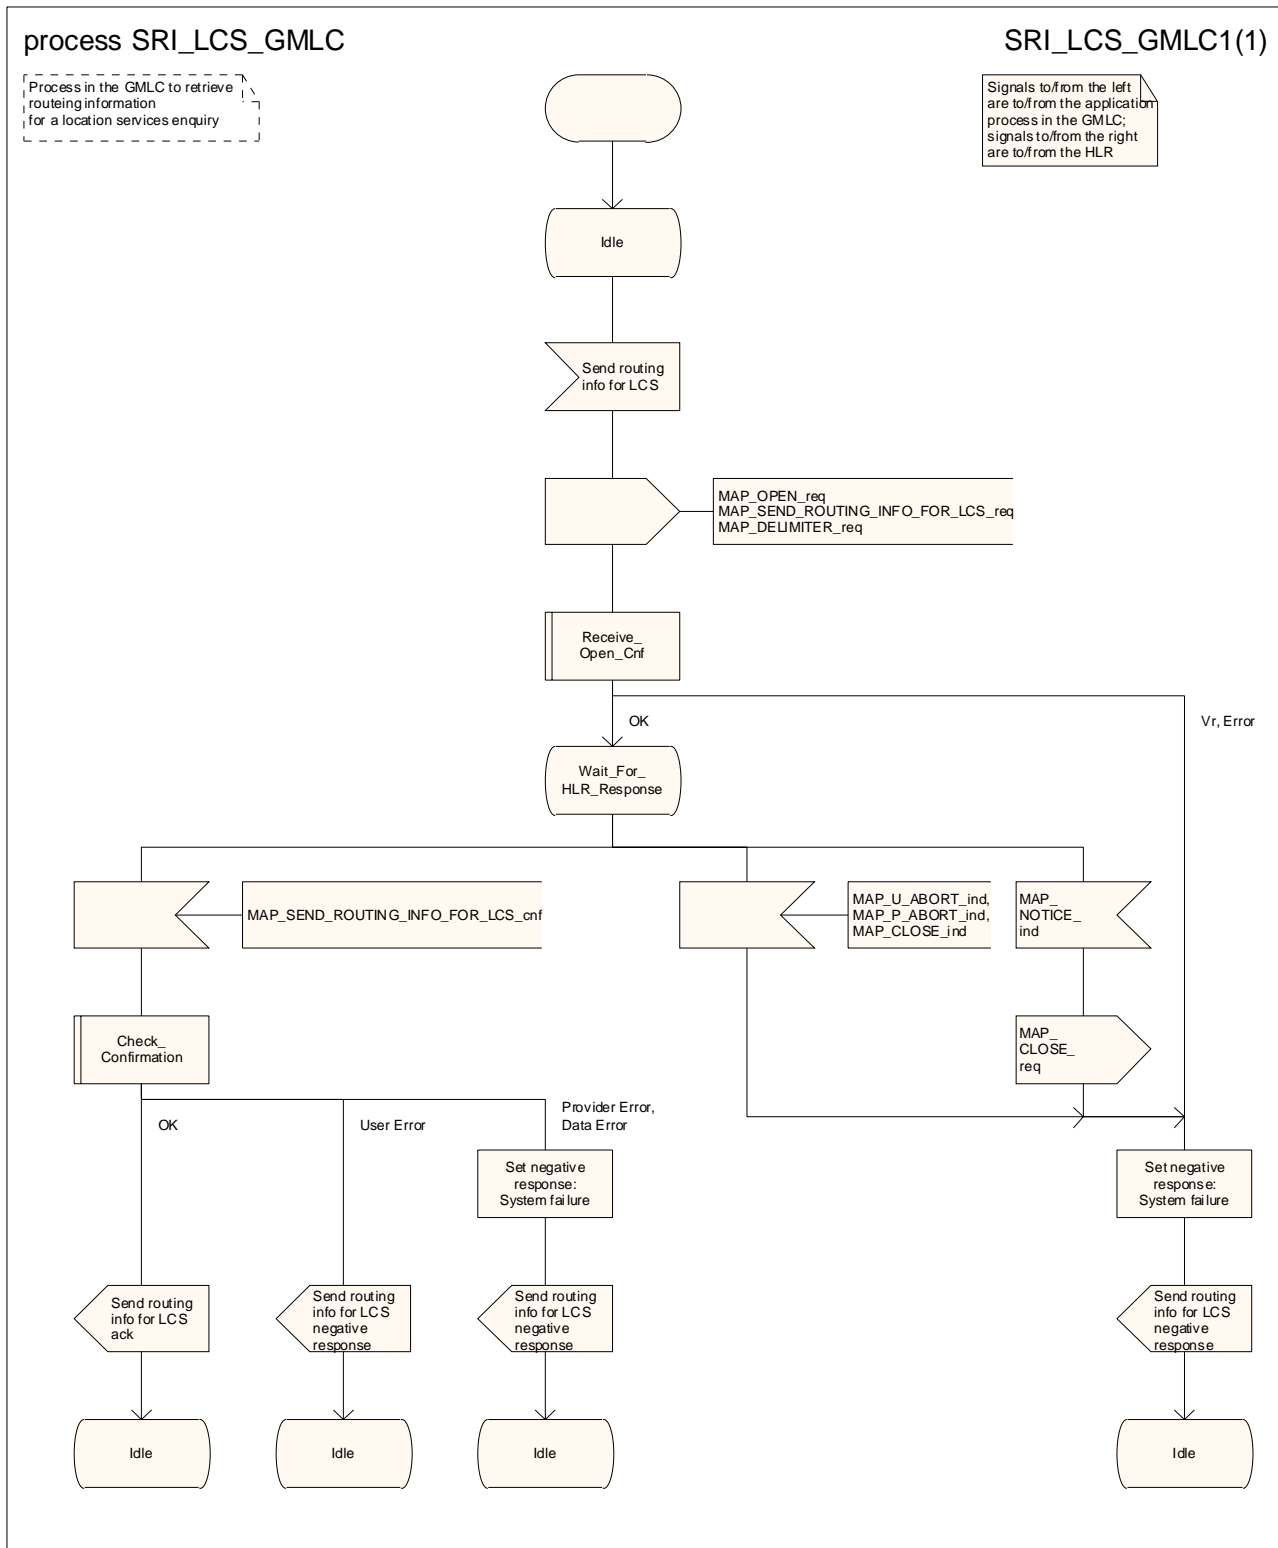 process SRI_LCS_GMLC
SRI_LCS_GMLC1(1)
Process in the GMLC to retrieve
routeing information
for a location services enquiry
Signals to/from the left
are to/from the application
process in the GMLC;
signals to/from the right
are to/from the HLR
Idle
Send routing
info for LCS
MAP_OPEN_req
MAP_SEND_ROUTING_INFO_FOR_LCS_req
MAP_DELIMITER_req
Receive_
Open_Cnf
OK
Vr, Error
Wait_For_
HLR_Response
MAP_SEND_ROUTING_INFO_FOR_LCS_cnf
MAP_U_ABORT_ind,
MAP_P_ABORT_ind,
MAP_CLOSE_ind
MAP_
NOTICE_
ind
Check_
Confirmation
MAP_
CLOSE_
req
OK
User Error
Provider Error,
Data Error
Set negative
response:
System failure
Set negative
response:
System failure
Send routing
info for LCS
ack
Send routing
info for LCS
negative
response
Send routing
info for LCS
negative
response
Send routing
info for LCS
negative
response
Idle
Idle
Idle
Idle